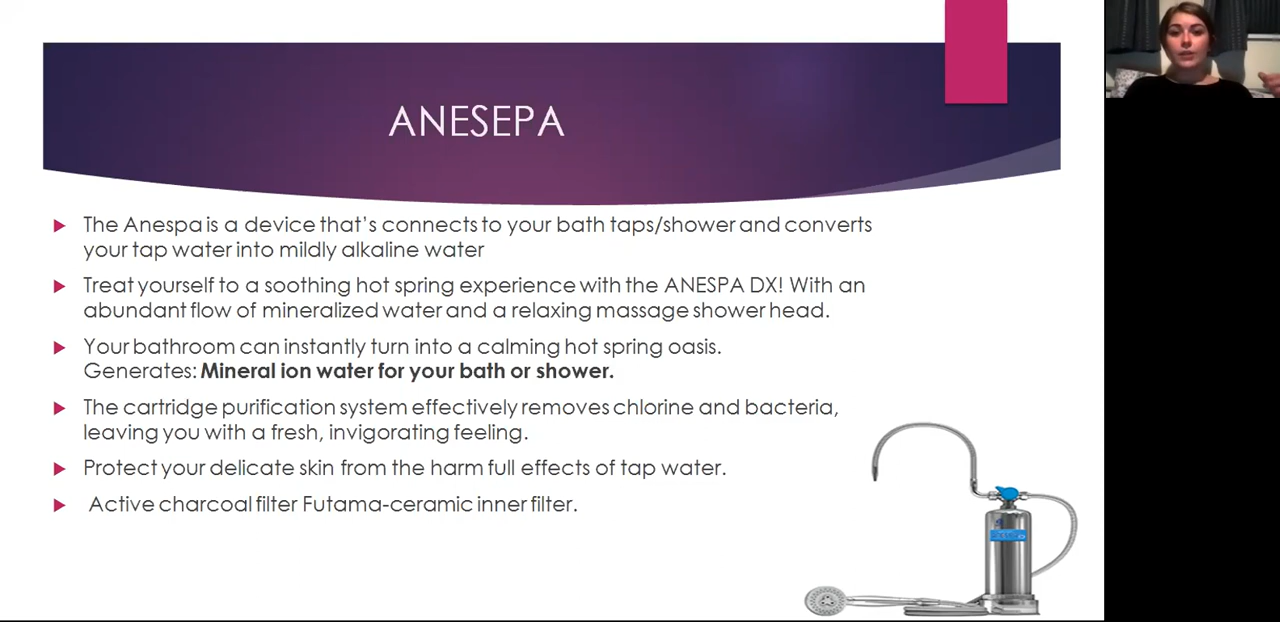 ANESEPA
The Anespa is a device that's connects to your bath taps/shower and converts
your tap water into mildly alkaline water
Treat yourself to a soothing hot spring experience with the ANESPA DX! With an
abundant flow of mineralized water and a relaxing massage shower head.
Your bathroom can instantly turn into a calming hot spring oasis.
Generates: Mineral ion water for your bath or shower.
The cartridge purification system effectively removes chlorine and bacteria,
leaving you with a fresh, invigorating feeling.
Protect your delicate skin from the harm full effects of tap water.
Active charcoal filter Futama-ceramic inner filter.